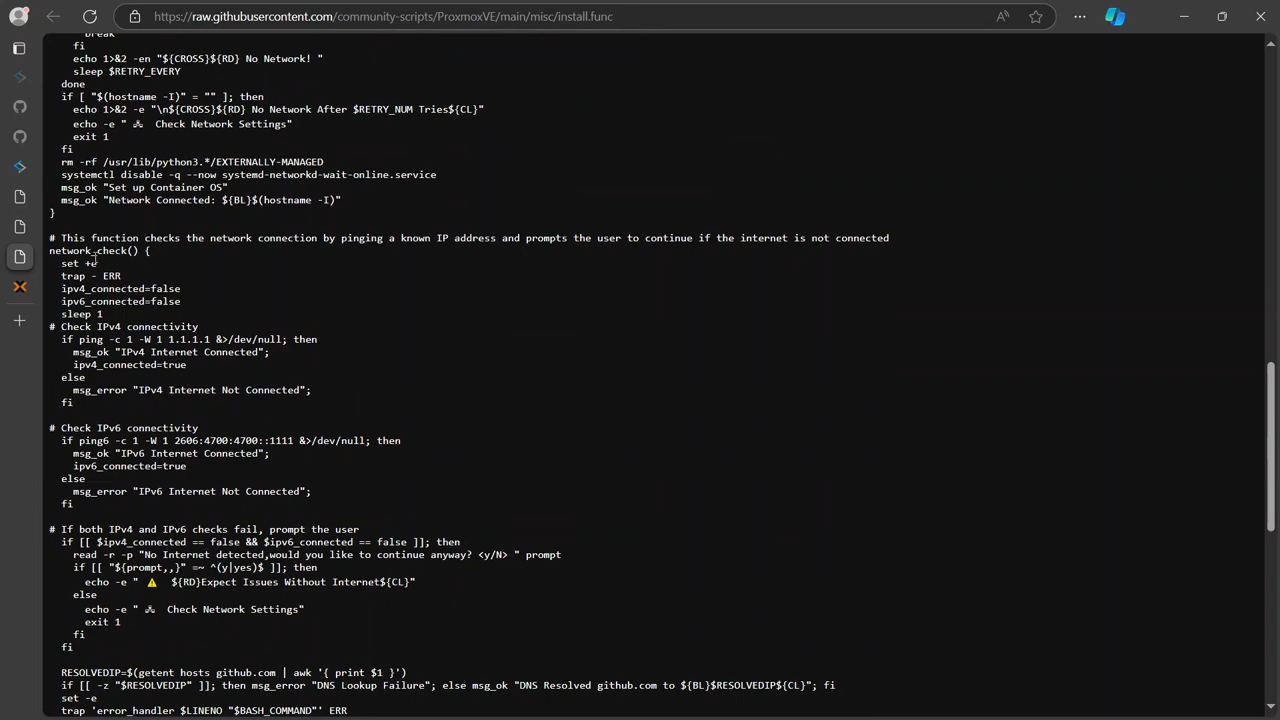 https://raw.githubusercontent.com/community-scripts/ProxmoxVE/main/misc/install.func
break
fi
echo 1>&2 -en "${CROSS}${RD} No Network! "
sleep $RETRY_EVERY
done
if [ "$(hostname -I)" = "" ]; then
echo 1>&2 -e "\n${CROSS}${RD} No Network After $RETRY_NUM Tries${CL}"
echo -e " 🖧  Check Network Settings"
exit 1
fi
rm -rf /usr/lib/python3.*/EXTERNALLY-MANAGED
systemctl disable -q --now systemd-networkd-wait-online.service
msg_ok "Set up Container OS"
msg_ok "Network Connected: ${BL}$(hostname -I)"
}
# This function checks the network connection by pinging a known IP address and prompts the user to continue if the internet is not connected
network_check() {
set +e
trap - ERR
ipv4_connected=false
ipv6_connected=false
sleep 1
# Check IPv4 connectivity
if ping -c 1 -W 1 1.1.1.1 &>/dev/null; then
msg_ok "IPv4 Internet Connected";
ipv4_connected=true
else
msg_error "IPv4 Internet Not Connected";
fi
# Check IPv6 connectivity
if ping6 -c 1 -W 1 2606:4700:4700::1111 &>/dev/null; then
msg_ok "IPv6 Internet Connected";
ipv6_connected=true
else
msg_error "IPv6 Internet Not Connected";
fi
# If both IPv4 and IPv6 checks fail, prompt the user
if [[ $ipv4_connected == false && $ipv6_connected == false ]]; then
read -r -p "No Internet detected,would you like to continue anyway? <y/N> " prompt
if [[ "${prompt,,}" =~ ^(y|yes)$ ]]; then
echo -e " ⚠️  ${RD}Expect Issues Without Internet${CL}"
else
echo -e " 🖧  Check Network Settings"
exit 1
fi
fi
RESOLVEDIP=$(getent hosts github.com | awk '{ print $1 }')
if [[ -z "$RESOLVEDIP" ]]; then msg_error "DNS Lookup Failure"; else msg_ok "DNS Resolved github.com to ${BL}$RESOLVEDIP${CL}"; fi
set -e
trap 'error_handler $LINENO "$BASH_COMMAND"' ERR